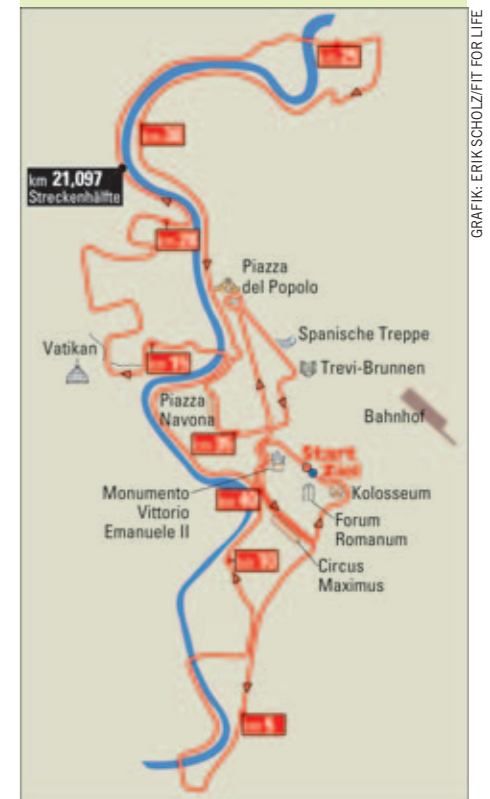 GRAFIK: ERIK SCHOLZ/FIT FOR LIFE
km 21,097
Streckenhälfte
Piazza
del Popolo
Spanische Treppe
Trevi-Brunnen
Vatikan
Bahnhof
Piazza
Navona
Start
Ziel
Kolosseum
Monumento
Vittorio
Emanuele II
Forum
Romanum
Circus
Maximus